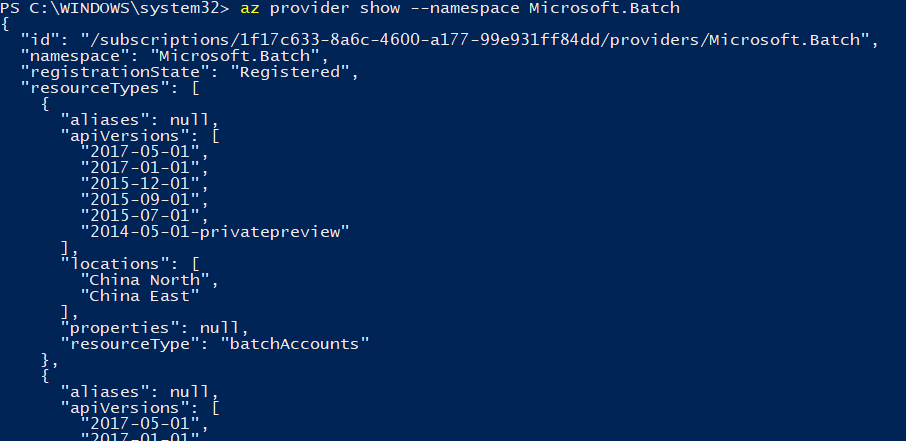 PS C:\WINDOWS\system32> az provider show --namespace Microsoft.Batch
{
  "id": "/subscriptions/1f17c633-8a6c-4600-a177-99e931ff84dd/providers/Microsoft.Batch",
  "namespace": "Microsoft.Batch",
  "registrationState": "Registered",
  "resourceTypes": [
    {
      "aliases": null,
      "apiVersions": [
        "2017-05-01",
        "2017-01-01",
        "2015-12-01",
        "2015-09-01",
        "2015-07-01",
        "2014-05-01-privatepreview"
      ],
      "locations": [
        "China North",
        "China East"
      ],
      "properties": null,
      "resourceType": "batchAccounts"
    },
    {
      "aliases": null,
      "apiVersions": [
        "2017-05-01",
        "2017-01-01",